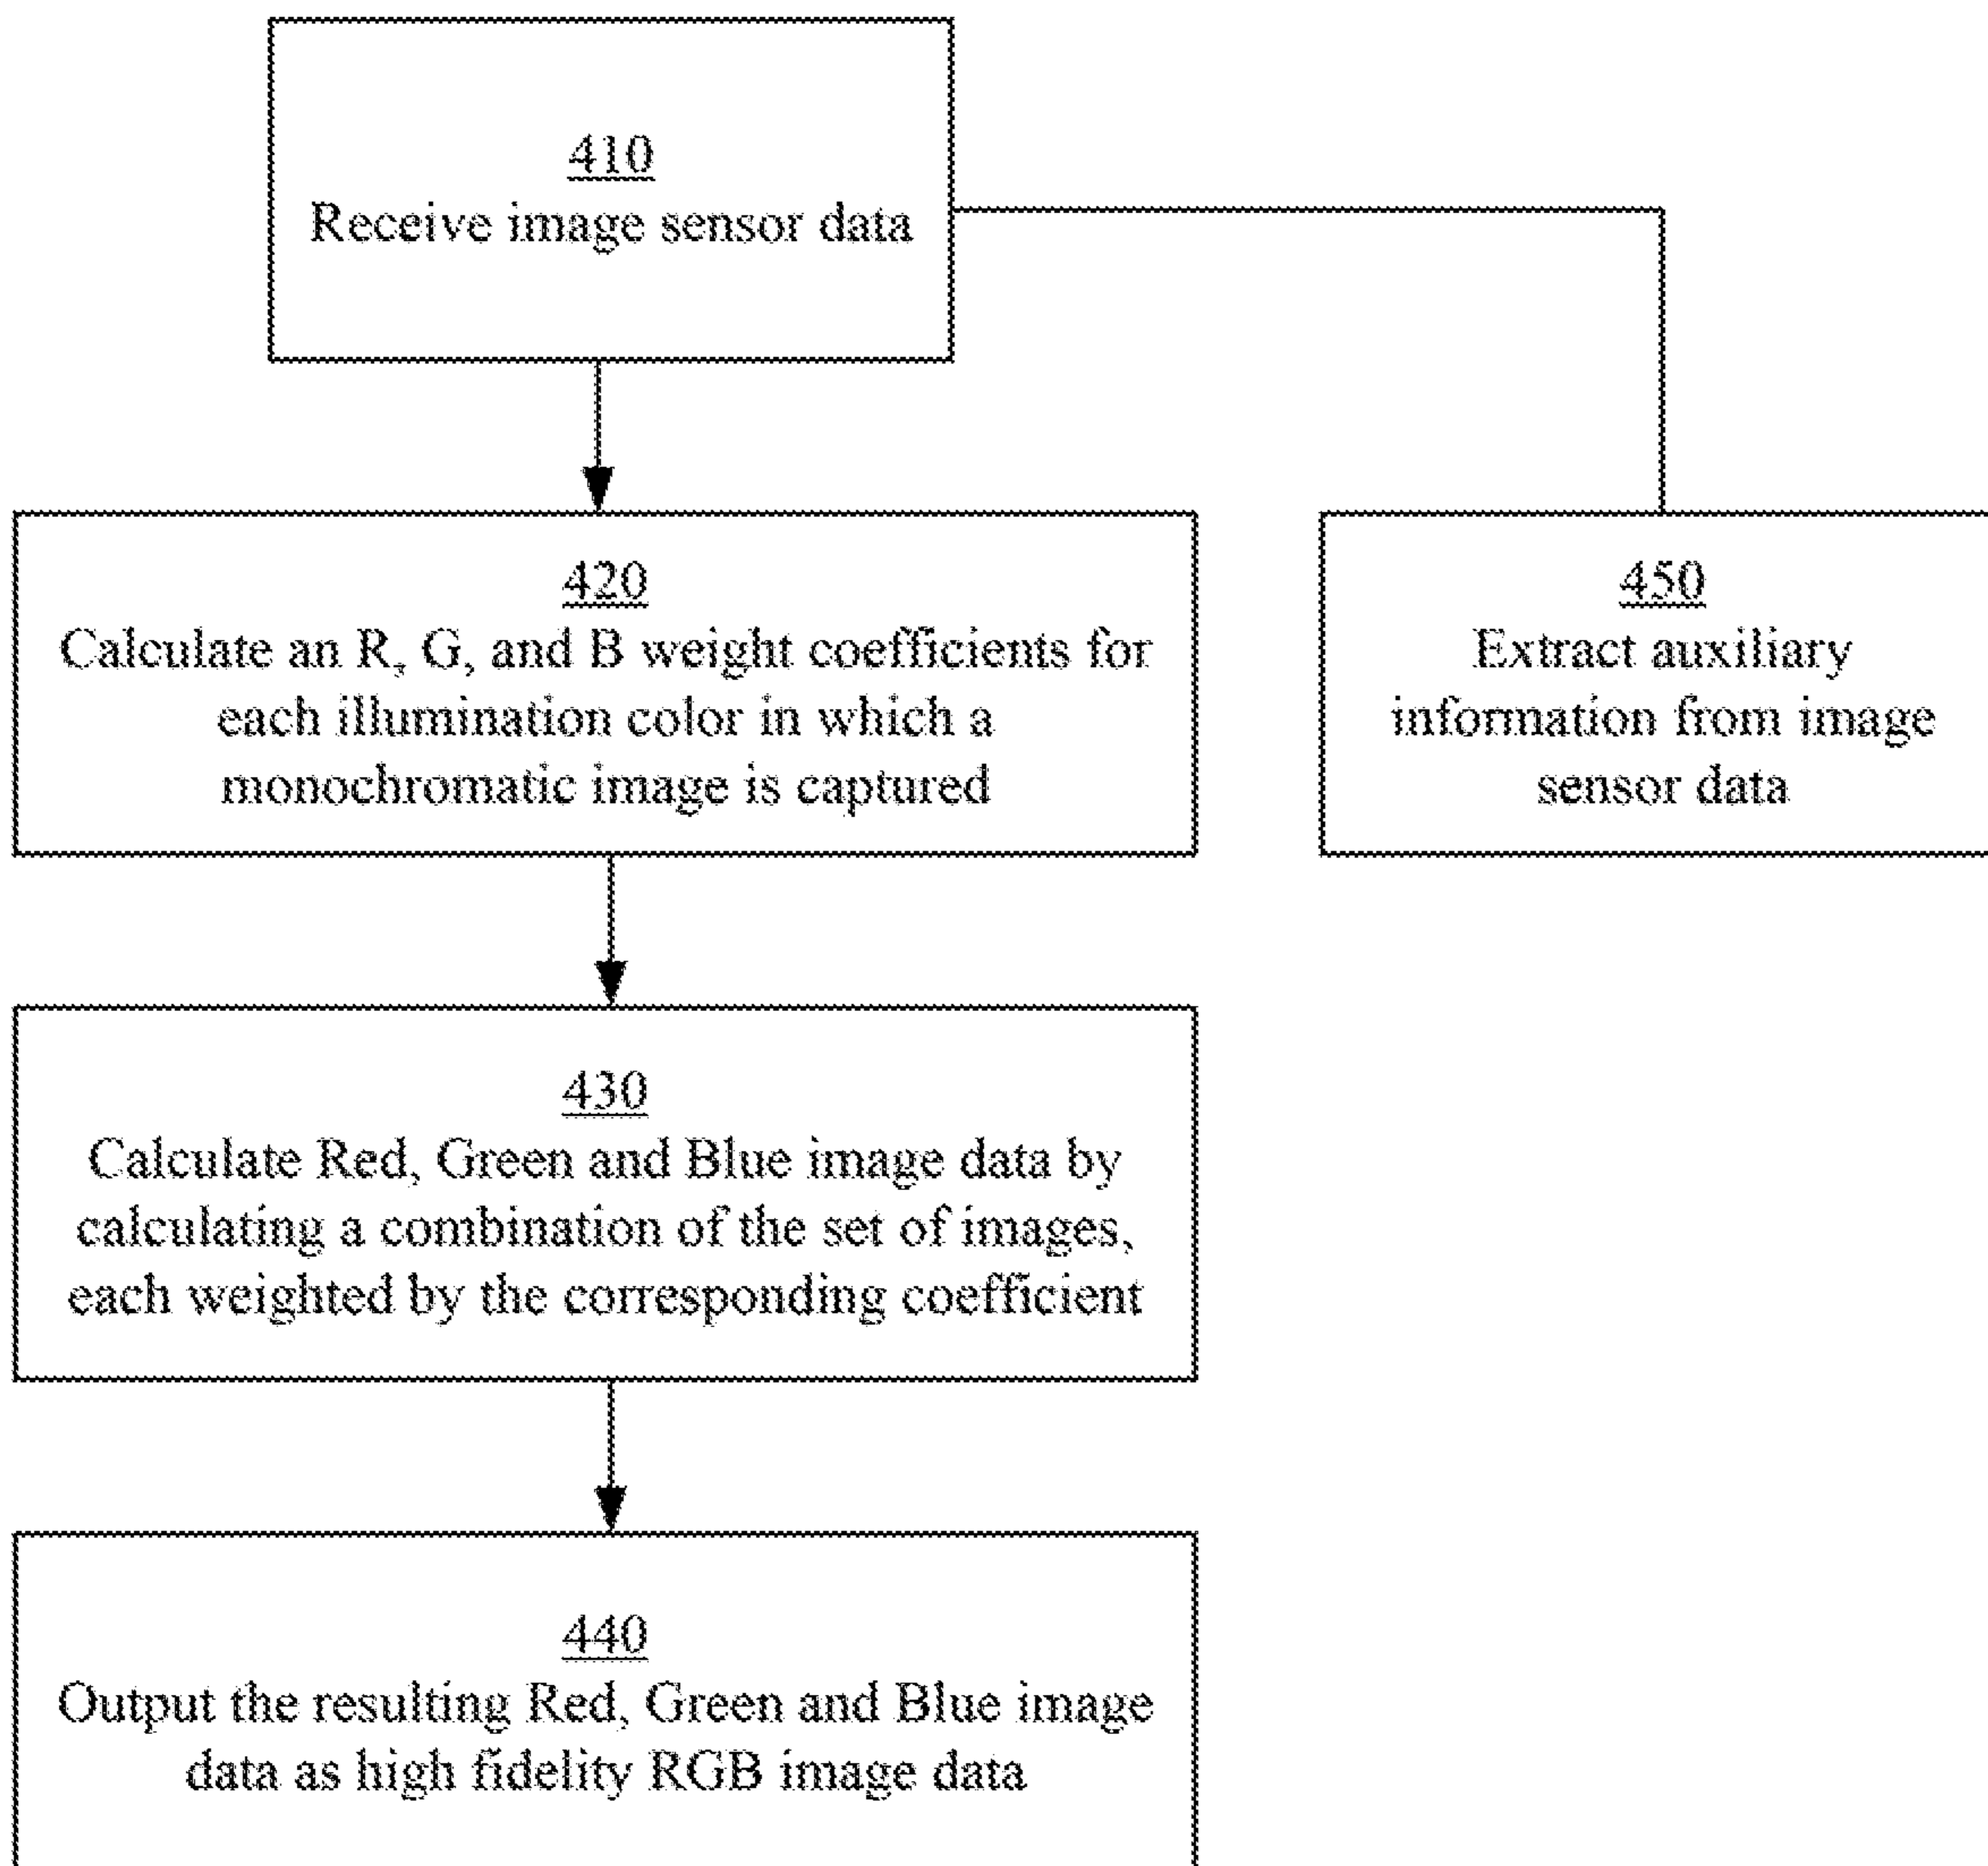 410
Receive image sensor data
420
Calculate an R, G, and B weight coefficients for
each illumination color in which a
monochromatic image is captured
450
Extract auxiliary
information from image
sensor data
430
Calculate Red, Green and Blue image data by
calculating a combination of the set of images,
each weighted by the corresponding coefficient
440
Output the resulting Red, Green and Blue image
data as high fidelity RGB image data